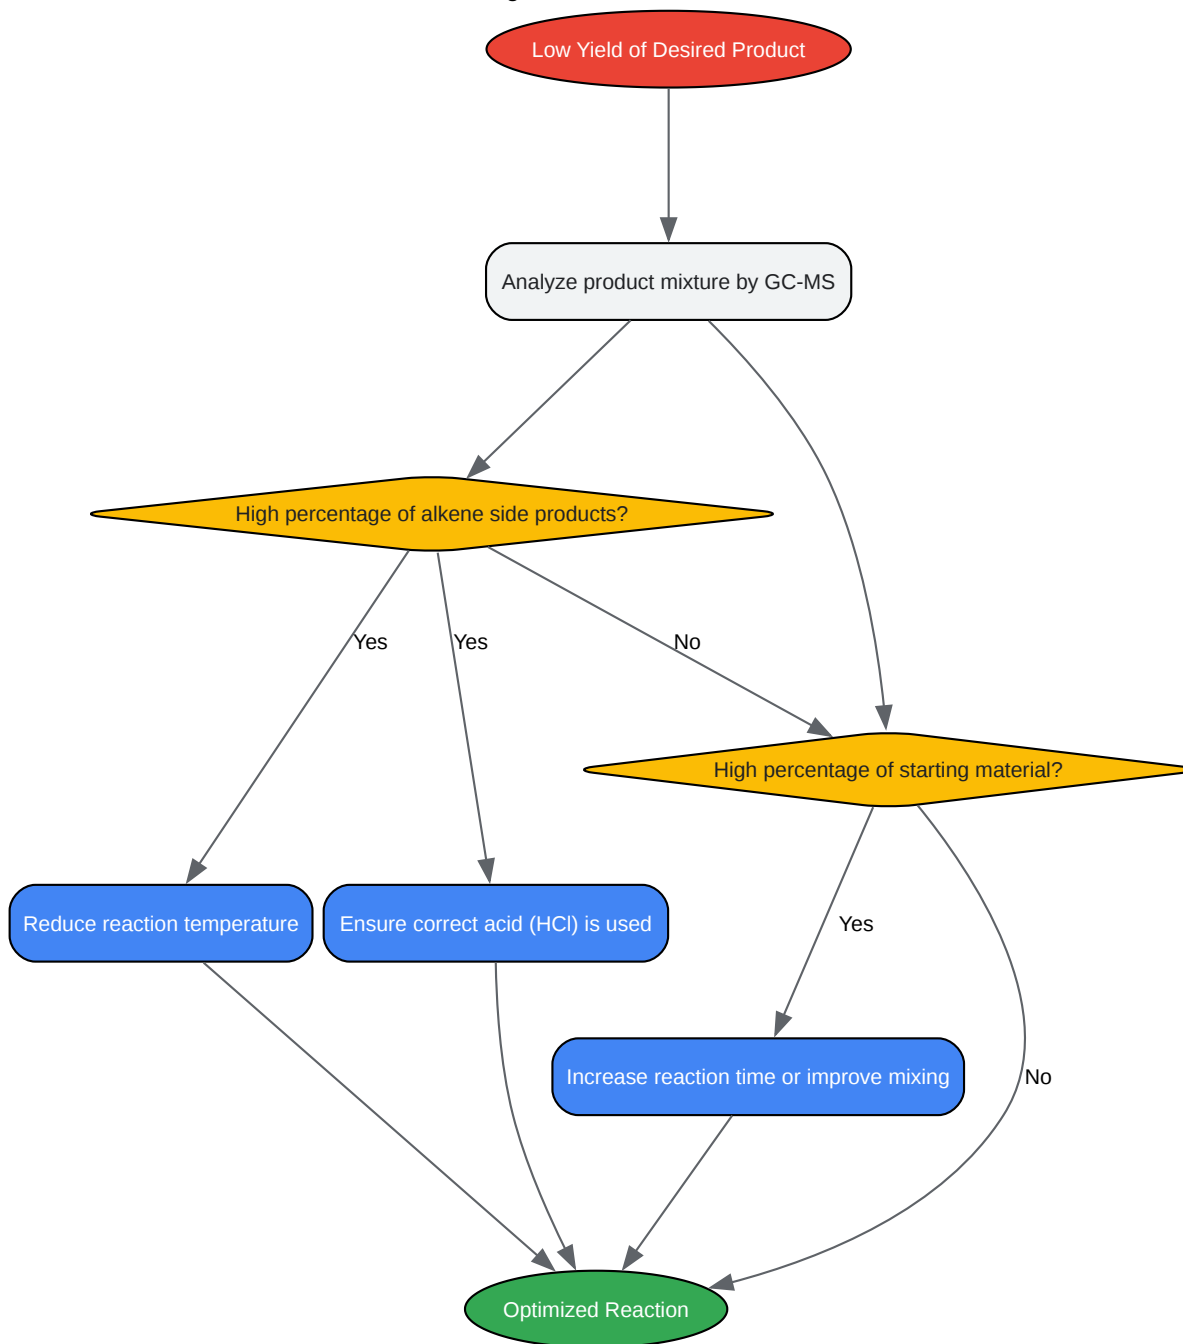 Low Yield of Desired Product
Analyze product mixture by GC-MS
High percentage of alkene side products?
Yes
Yes
No
High percentage of starting material?
Reduce reaction temperature
Ensure correct acid (HCl) is used
Yes
Increase reaction time or improve mixing
No
Optimized Reaction